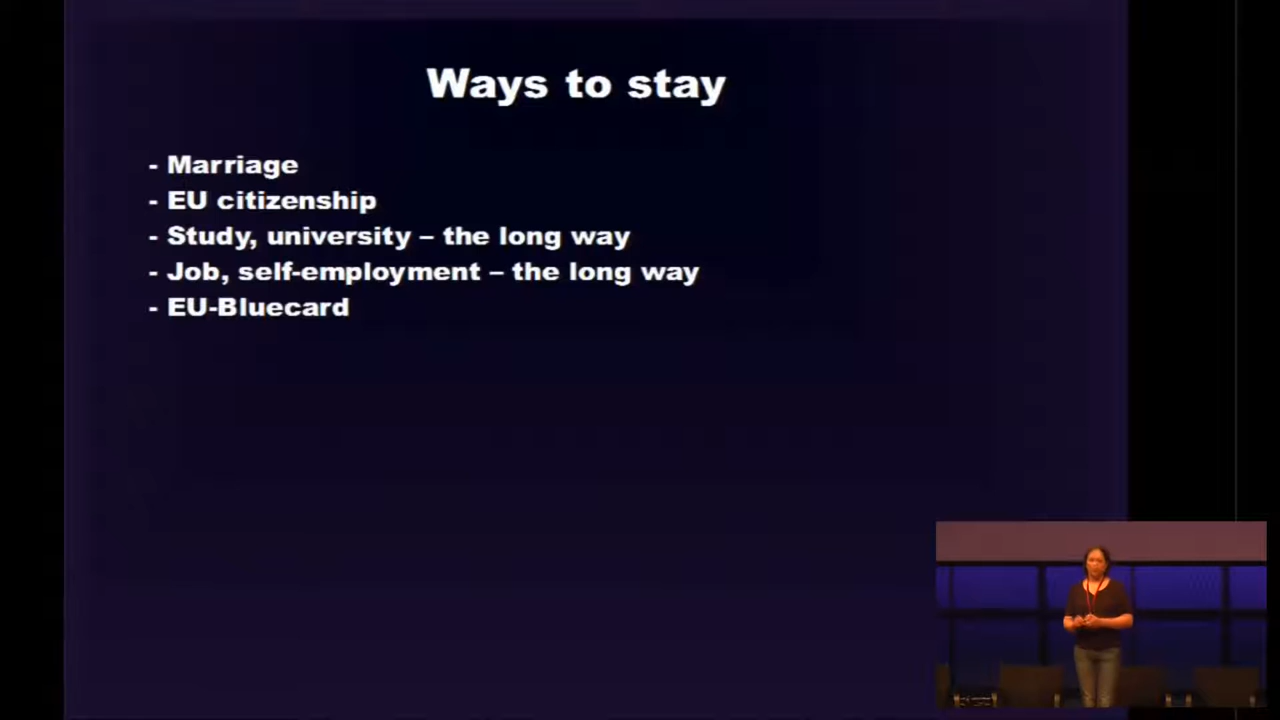 Ways to stay
- Marriage
- EU citizenship
- Study, university – the long way
- Job, self-employment – the long way
- EU-Bluecard